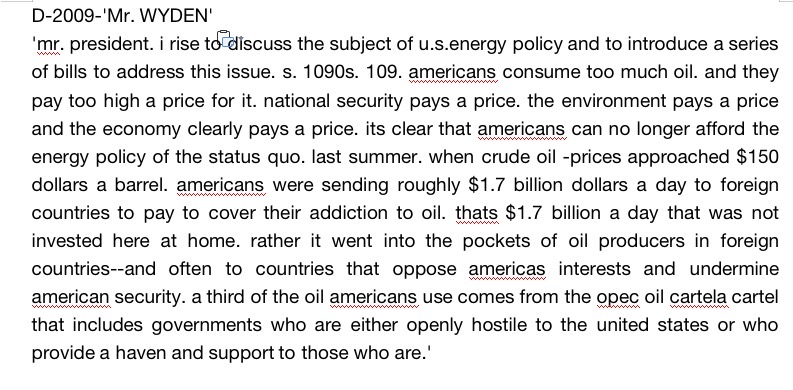 D-2009-'Mr. WYDEN'
'mr. president. i rise to discuss the subject of u.s.energy policy and to introduce a series
of bills to address this issue. s. 1090s. 109. americans consume too much oil. and they
pay too high a price for it. national security pays a price. the environment pays a price
and the economy clearly pays a price. its clear that americans can no longer afford the
energy policy of the status quo. last summer. when crude oil -prices approached $150
dollars a barrel. americans were sending roughly $1.7 billion dollars a day to foreign
countries to pay to cover their addiction to oil. thats $1.7 billion a day that was not
invested here at home. rather it went into the pockets of oil producers in foreign
countries--and often to countries that oppose americas interests and undermine
american security. a third of the oil americans use comes from the opec oil cartela cartel
that includes governments who are either openly hostile to the united states or who
provide a haven and support to those who are.'